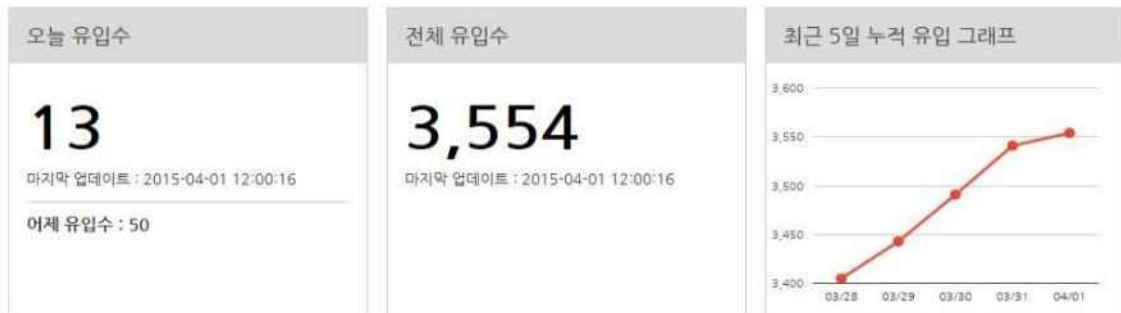 오늘 유입수
13
마지막 업데이트 : 2015-04-01 12:00:16
어제 유입수 : 50
전체 유입수
3,554
마지막 업데이트 : 2015-04-01 12:00:16
최근 5일 누적 유입 그래프
3,600
3,550
3,500
3,450
3,400
03/28 03/29 03/30 03/31 04/01